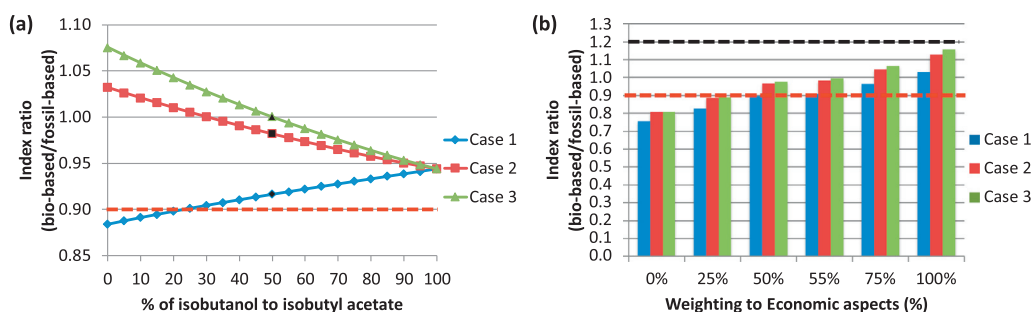 (a)
Index ratio
(bio-based/fossil-based)
1.10
1.05
1.00
0.95
0.90
0.85
0 10 20 30 40 50 60 70 80 90 100
% of isobutanol to isobutyl acetate
Case 1
Case 2
Case 3
(b)
Index ratio
(bio-based/fossil-based)
1.3
1.2
1.1
1.0
0.9
0.8
0.7
0.6
0.5
0.4
0.3
0.2
0.1
0.0
0% 25% 50% 55% 75% 100%
Weighting to Economic aspects (%)
Case 1
Case 2
Case 3